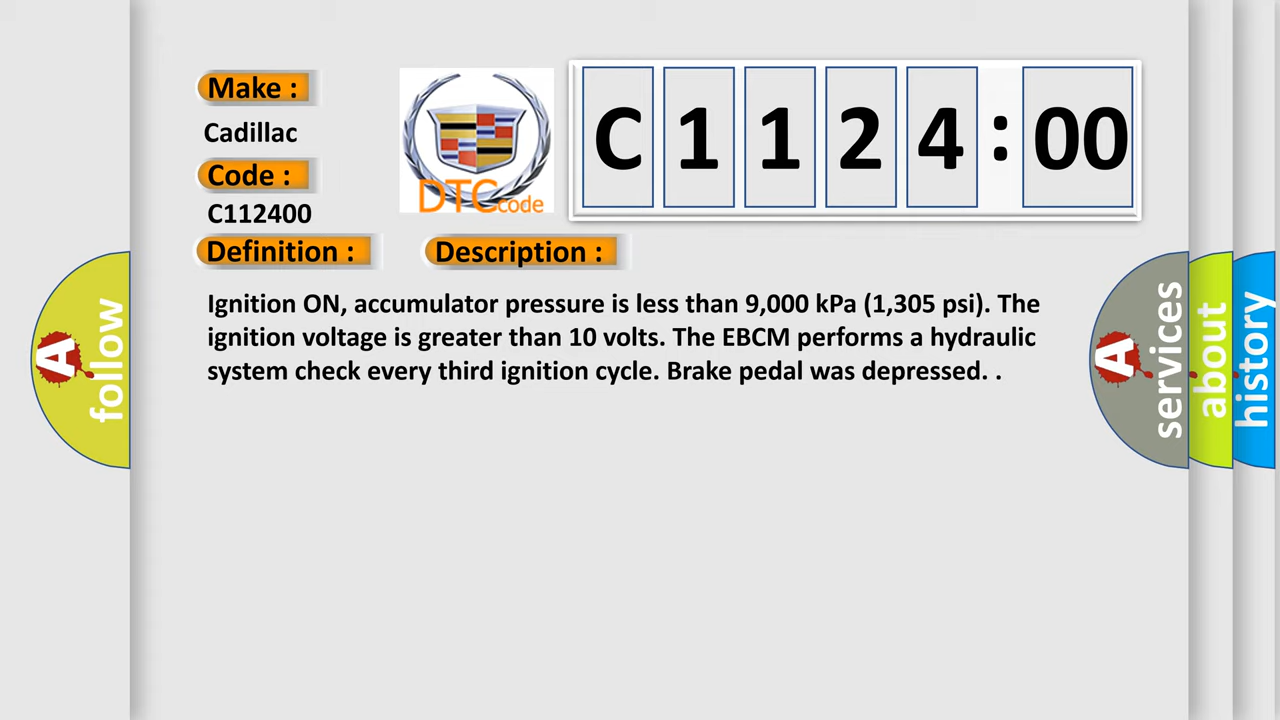 Make :
Cadillac
Code :
C112400
DTC code
C 1 1 2 4 : 00
Definition :
Description :
Ignition ON, accumulator pressure is less than 9,000 kPa (1,305 psi). The
ignition voltage is greater than 10 volts. The EBCM performs a hydraulic
system check every third ignition cycle. Brake pedal was depressed. .
A follow
A services
about
history